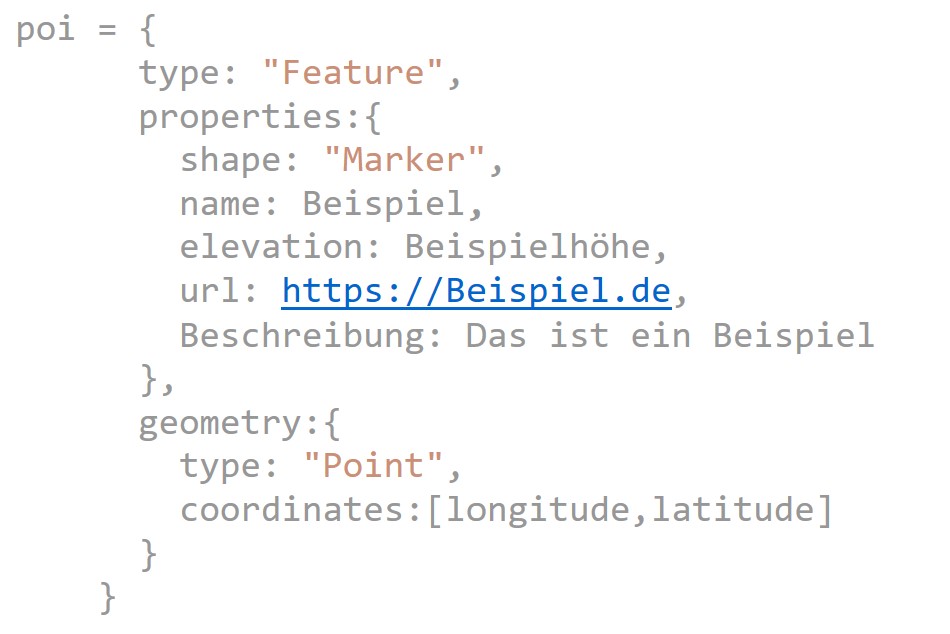 poi = {
type: "Feature",
properties:{
shape: "Marker",
name: Beispiel,
elevation: Beispielhöhe,
url: https://Beispiel.de,
Beschreibung: Das ist ein Beispiel
},
geometry:{
type: "Point",
coordinates:[longitude,latitude]
}
}